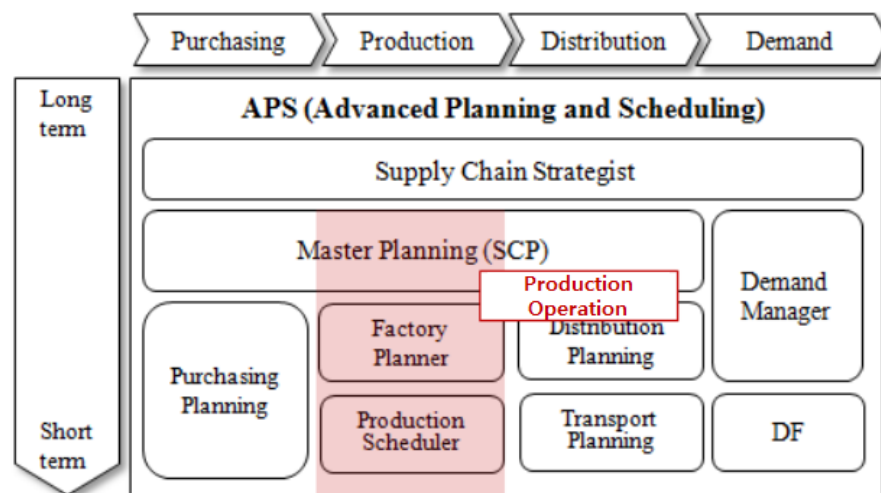 Purchasing
Production
Distribution
Demand
Long
term
APS (Advanced Planning and Scheduling)
Supply Chain Strategist
Master Planning (SCP)
Production
Operation
Demand
Manager
Factory
Planner
Distribution
Planning
Purchasing
Planning
Production
Scheduler
Transport
Planning
DF
Short
term